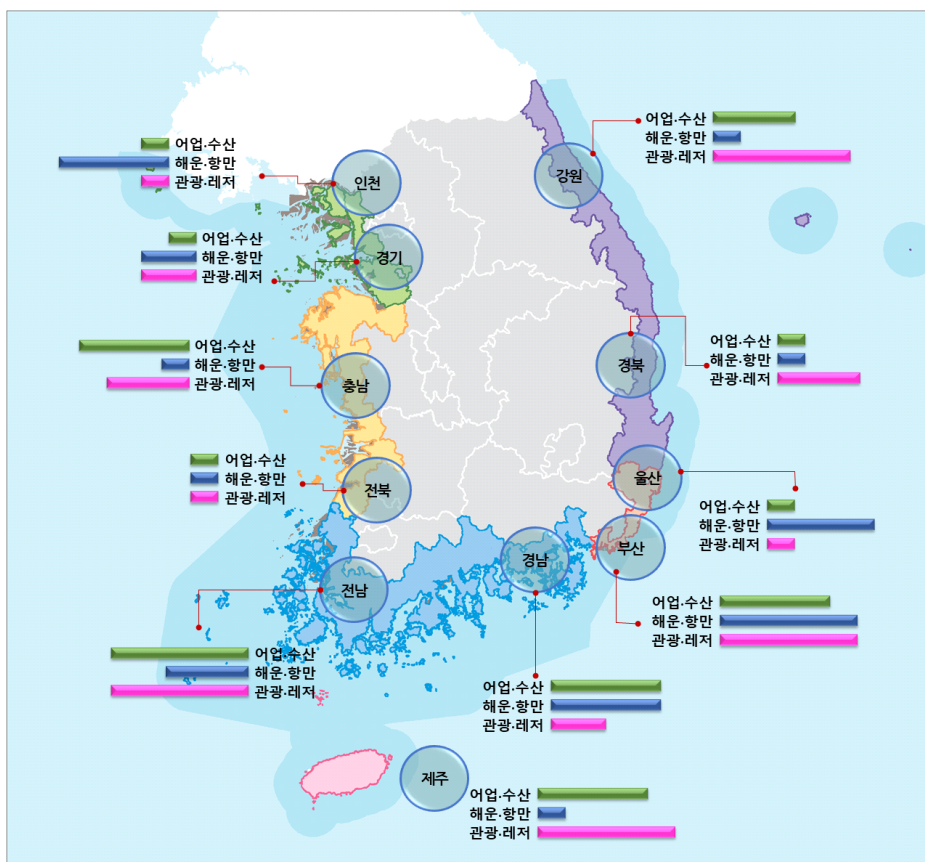 어업·수산
해운·항만
관광·레저
인천
강원
어업·수산
해운·항만
관광·레저
어업·수산
해운·항만
관광·레저
경기
어업·수산
해운·항만
관광·레저
충남
경북
어업·수산
해운·항만
관광·레저
어업·수산
해운·항만
관광·레저
전북
울산
어업·수산
해운·항만
관광·레저
전남
경남
부산
어업·수산
해운·항만
관광·레저
어업·수산
해운·항만
관광·레저
어업·수산
해운·항만
관광·레저
제주
어업·수산
해운·항만
관광·레저